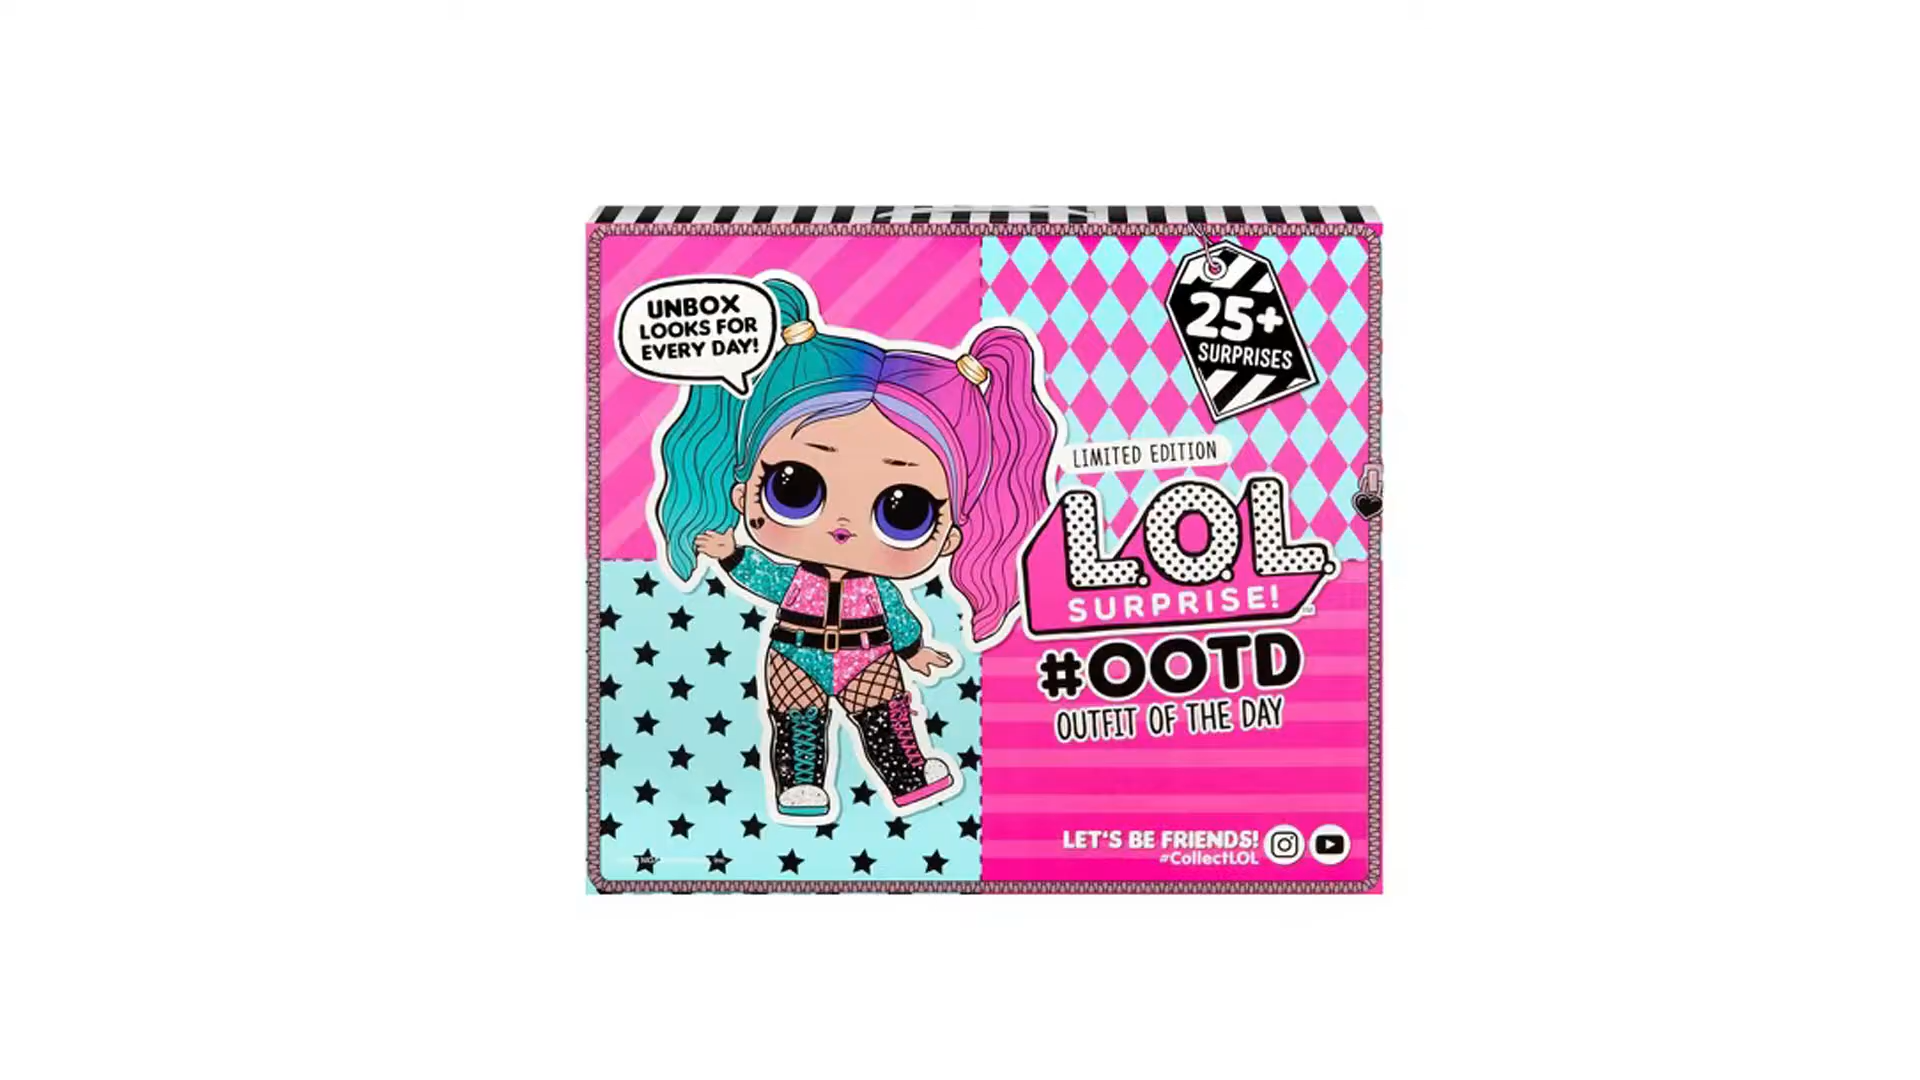 UNBOX
LOOKS FOR
EVERY DAY!
25+
SURPRISES
LIMITED EDITION
L.O.L.
SURPRISE!
™
#OOTD
OUTFIT OF THE DAY
LET'S BE FRIENDS!
#CollectLOL